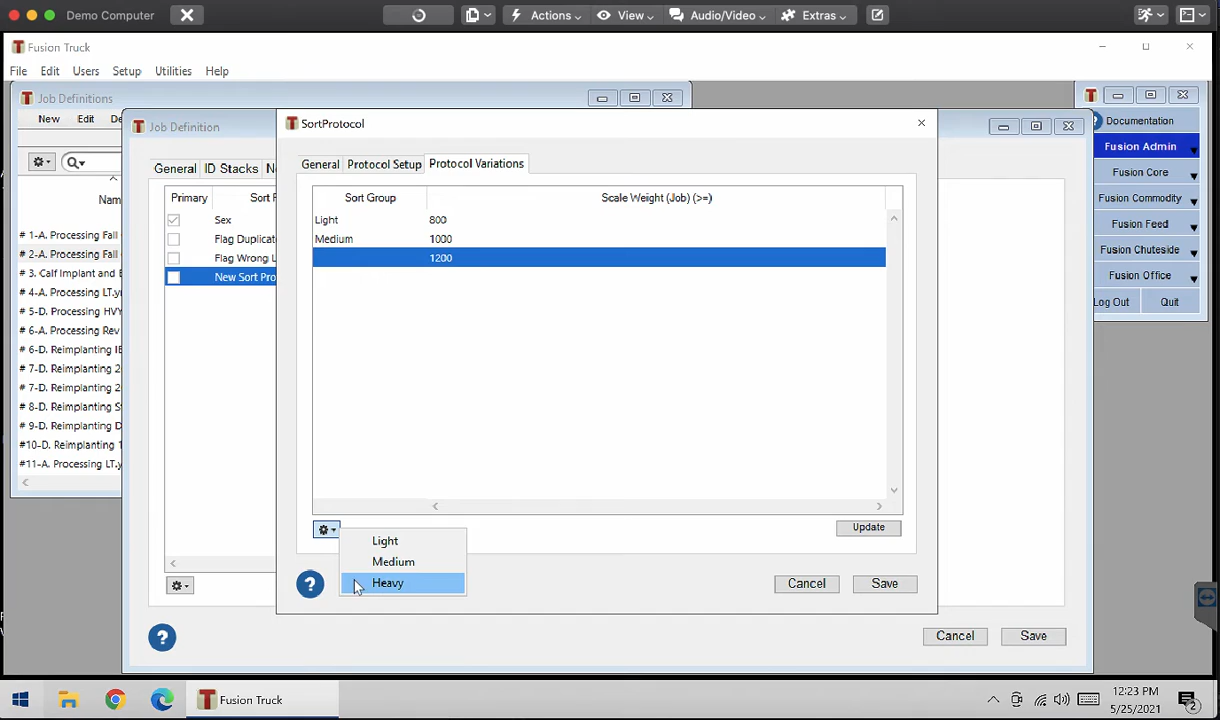 Demo Computer
Actions
View
Audio/Video
Extras
Fusion Truck
File Edit Users Setup Utilities Help
Job Definitions
New Edit De
Nam
# 1-A. Processing Fall
# 2-A. Processing Fall
# 3. Calf Implant and
# 4-A. Processing LT.yr
# 5-D. Processing HVY
# 6-A. Processing Rev
# 6-D. Reimplanting IE
# 7-D. Reimplanting 2
# 7-D. Reimplanting 2
# 8-D. Reimplanting St
# 9-D. Reimplanting D
#10-D. Reimplanting 1
#11-A. Processing LT.y
Job Definition
General ID Stacks
Primary Sort
Sex
Flag Duplicat
Flag Wrong L
New Sort Pro
SortProtocol
General Protocol Setup Protocol Variations
Sort Group Scale Weight (Job) (>=)
Light 800
Medium 1000
1200
Update
Light
Medium
Heavy
?
Cancel Save
?
Cancel Save
Documentation
Fusion Admin
Fusion Core
Fusion Commodity
Fusion Feed
Fusion Chuteside
Fusion Office
Log Out Quit
Fusion Truck
12:23 PM
5/25/2021
2